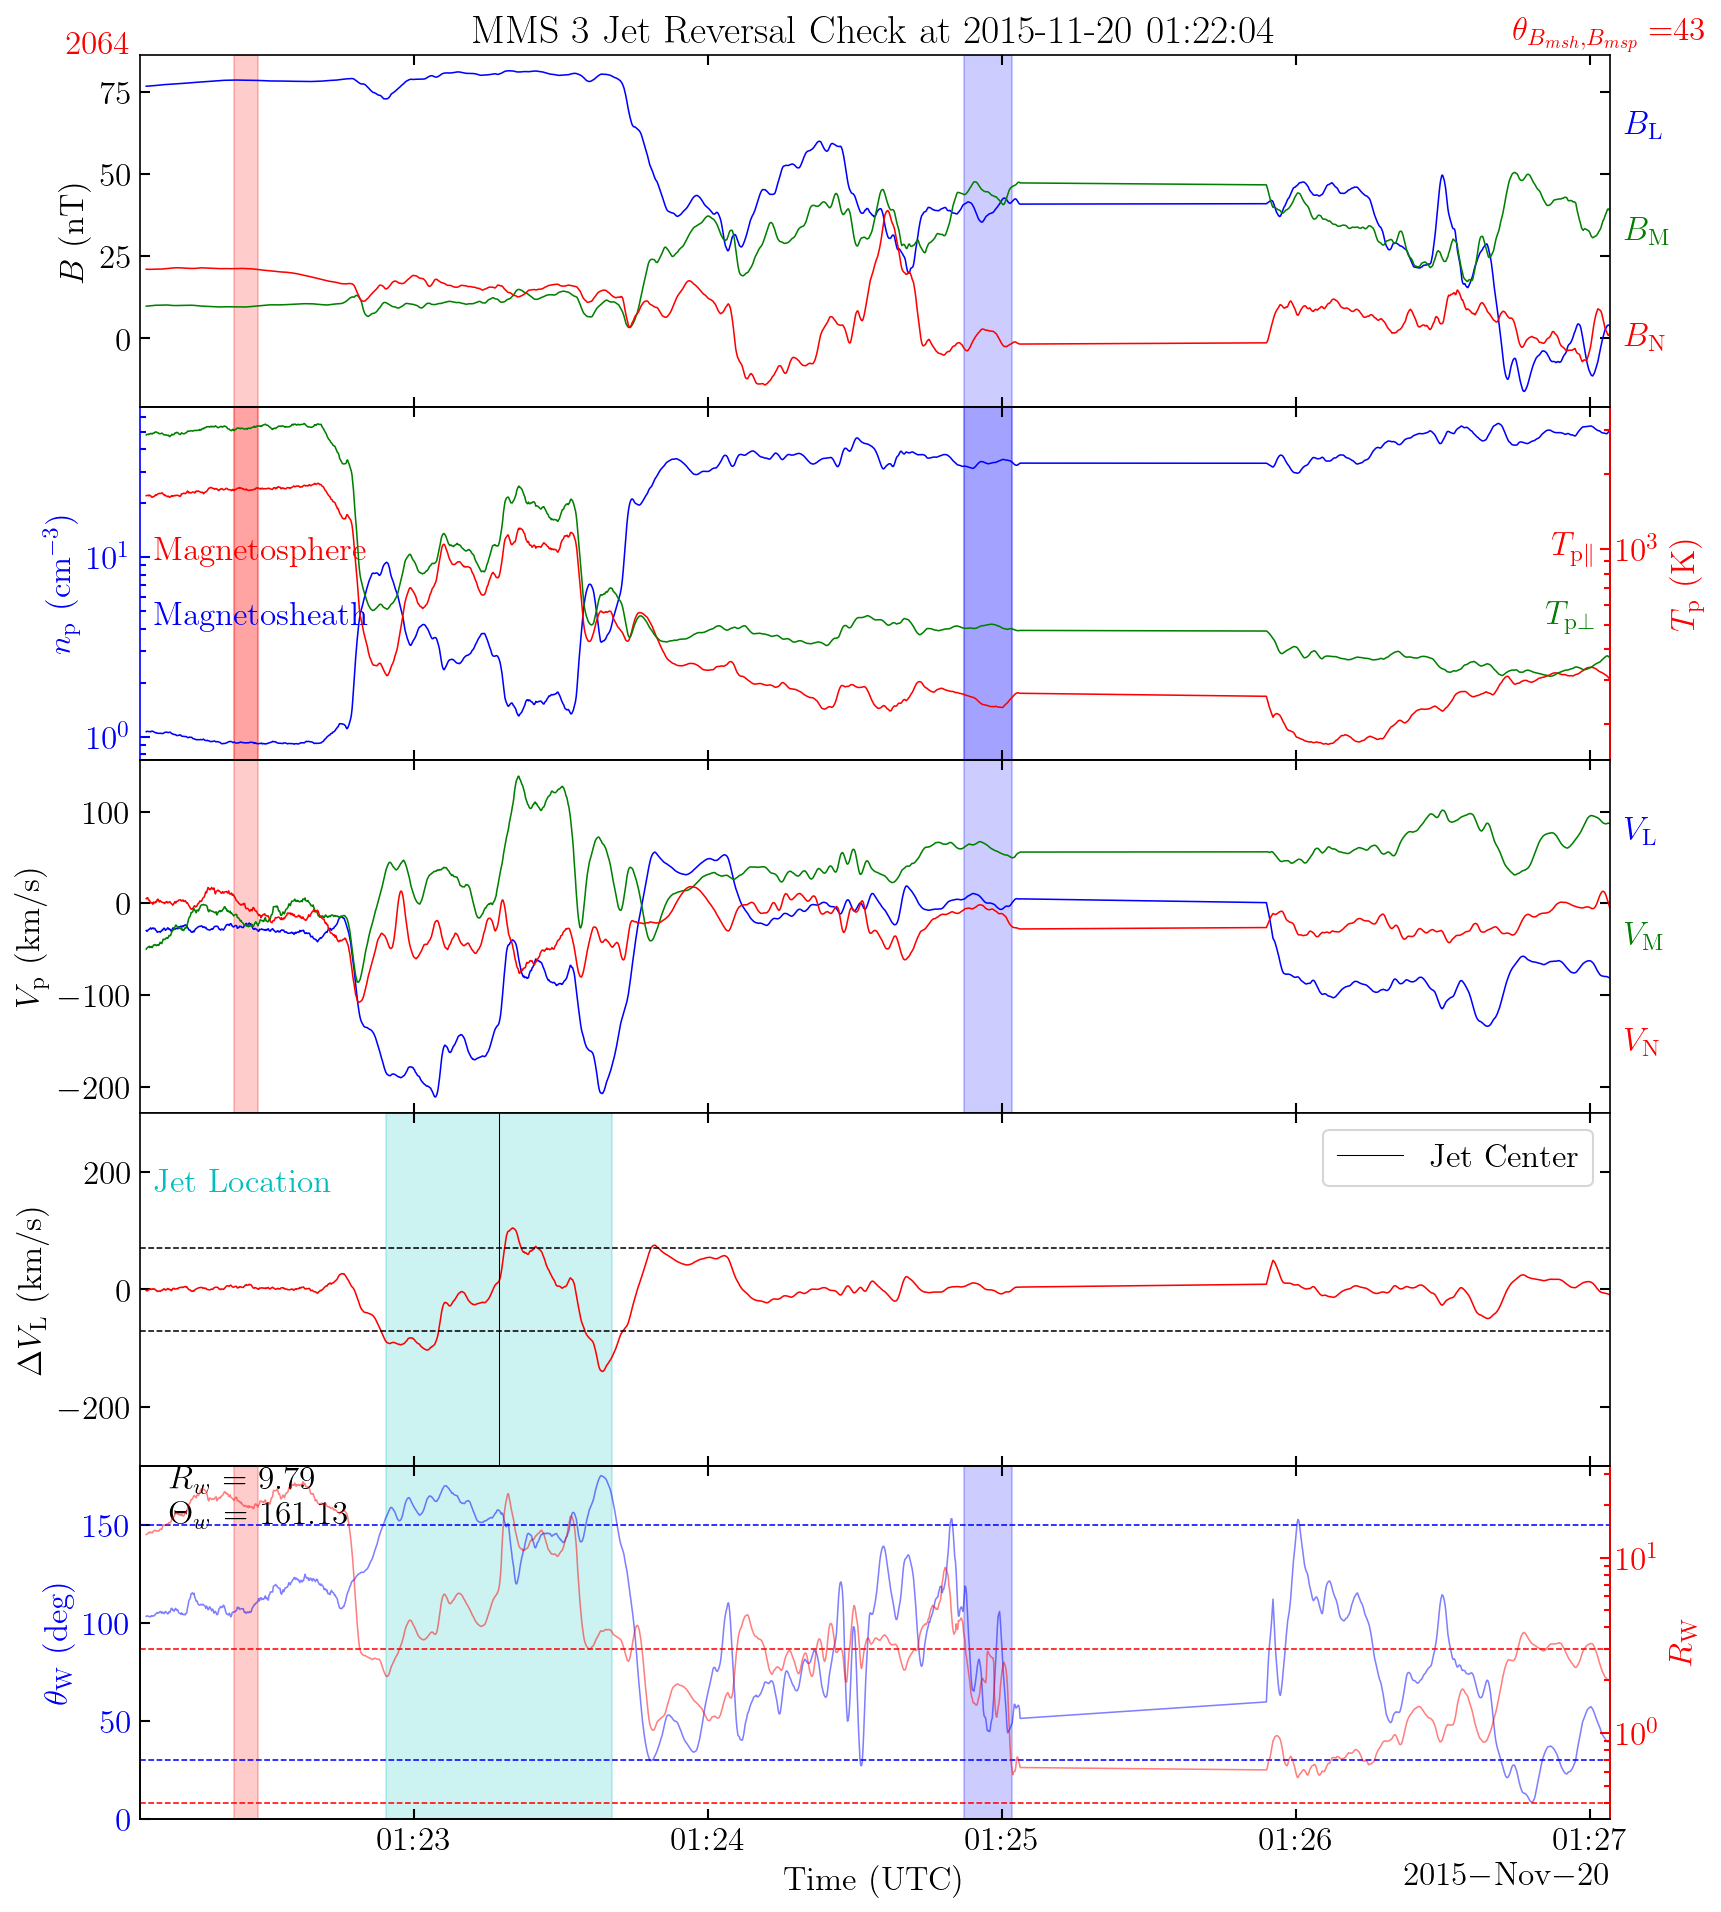 MMS 3 Jet Reversal Check at 2015-11-20 01:22:04
2064
θ_{B_{msh},B_{msp}} =43
75
50
25
0
B (nT)
B_L
B_M
B_N
10^1
10^0
n_p (cm^{−3})
Magnetosphere
Magnetosheath
T_{p∥}
T_{p⊥}
10^3
T_p (K)
100
0
−100
−200
V_p (km/s)
V_L
V_M
V_N
200
0
−200
ΔV_L (km/s)
Jet Location
Jet Center
R_w = 9.79
Θ_w = 161.13
150
100
50
0
θ_W (deg)
10^1
10^0
R_W
01:23
01:24
01:25
01:26
01:27
Time (UTC)
2015−Nov−20